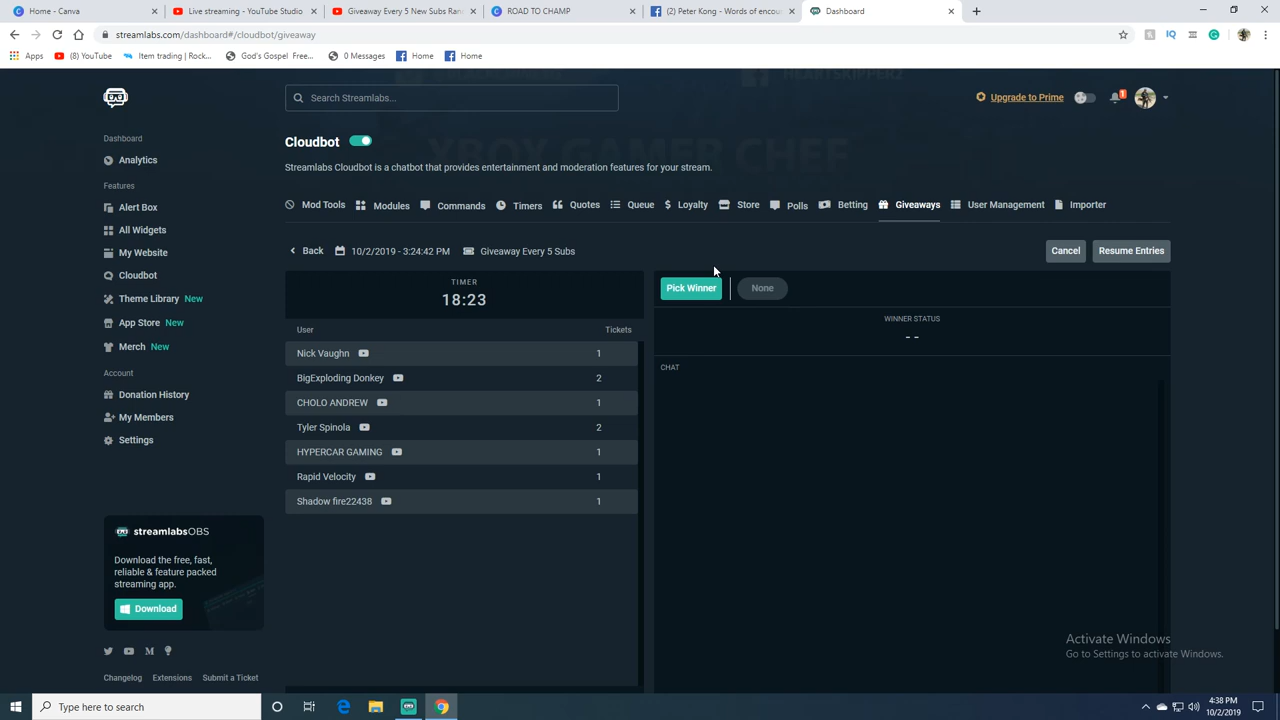 Home - Canva
Live streaming - YouTube Studio
Giveaway Every 5 New Subs Ran
ROAD TO CHAMP
(2) Peter Kong - Words of encou
Dashboard
streamlabs.com/dashboard#/cloudbot/giveaway
Apps
(8) YouTube
Item trading | Rock...
God's Gospel Free...
0 Messages
Home
Home
Search Streamlabs...
Upgrade to Prime
1
Dashboard
Analytics
Features
Alert Box
All Widgets
My Website
Cloudbot
Theme Library New
App Store New
Merch New
Account
Donation History
My Members
Settings
streamlabsOBS
Download the free, fast,
reliable & feature packed
streaming app.
Download
Changelog Extensions Submit a Ticket
Cloudbot
XBOX GAMER CHEF
Streamlabs Cloudbot is a chatbot that provides entertainment and moderation features for your stream.
Mod Tools Modules Commands Timers Quotes Queue Loyalty Store Polls Betting Giveaways User Management Importer
Back 10/2/2019 - 3:24:42 PM Giveaway Every 5 Subs
Cancel Resume Entries
TIMER
18:23
User Tickets
Nick Vaughn 1
BigExploding Donkey 2
CHOLO ANDREW 1
Tyler Spinola 2
HYPERCAR GAMING 1
Rapid Velocity 1
Shadow fire22438 1
Pick Winner None
WINNER STATUS
- -
CHAT
Activate Windows
Go to Settings to activate Windows.
Type here to search
4:38 PM
10/2/2019